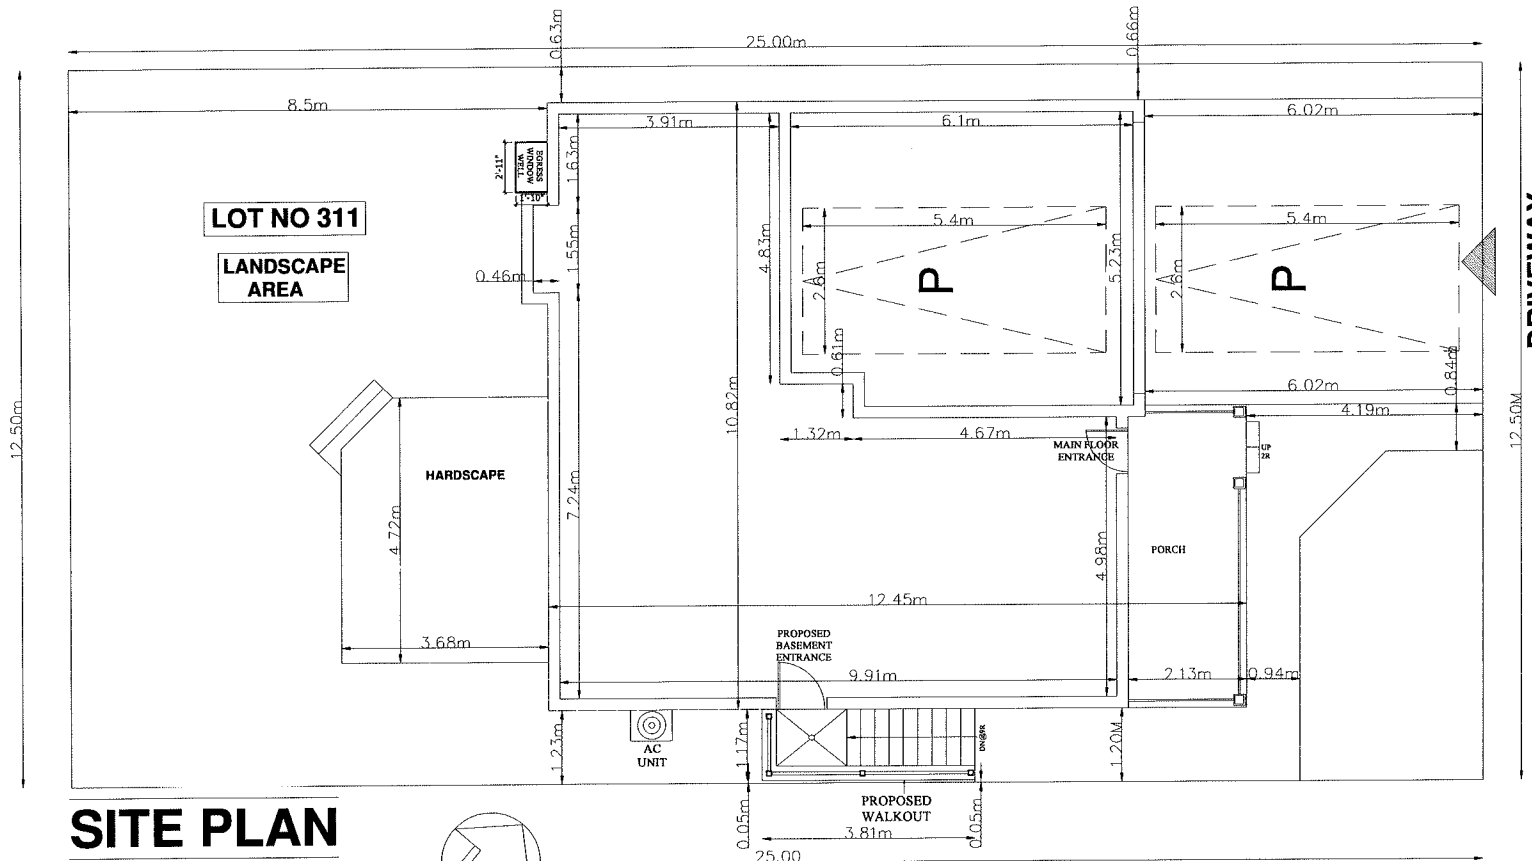 0.63m
0.66m
25.00m
8.5m
6.02m
3.91m
6.1m
2'-11"
EGRESS
WINDOW
WELL
1'-10"
1.63m
LOT NO 311
LANDSCAPE
AREA
0.46m
1.55m
4.83m
5.4m
2.6m
P
5.23m
5.4m
2.6m
P
DRIVEWAY
0.61m
0.84m
6.02m
4.19m
12.50m
10.82m
12.50M
1.32m
4.67m
MAIN FLOOR
ENTRANCE
UP
2R
HARDSCAPE
7.24m
4.72m
4.98m
PORCH
12.45m
3.68m
PROPOSED
BASEMENT
ENTRANCE
9.91m
2.13m
0.94m
1.23m
AC
UNIT
1.17m
DN@9R
1.20M
SITE PLAN
0.05m
PROPOSED
WALKOUT
3.81m
0.05m
25.00